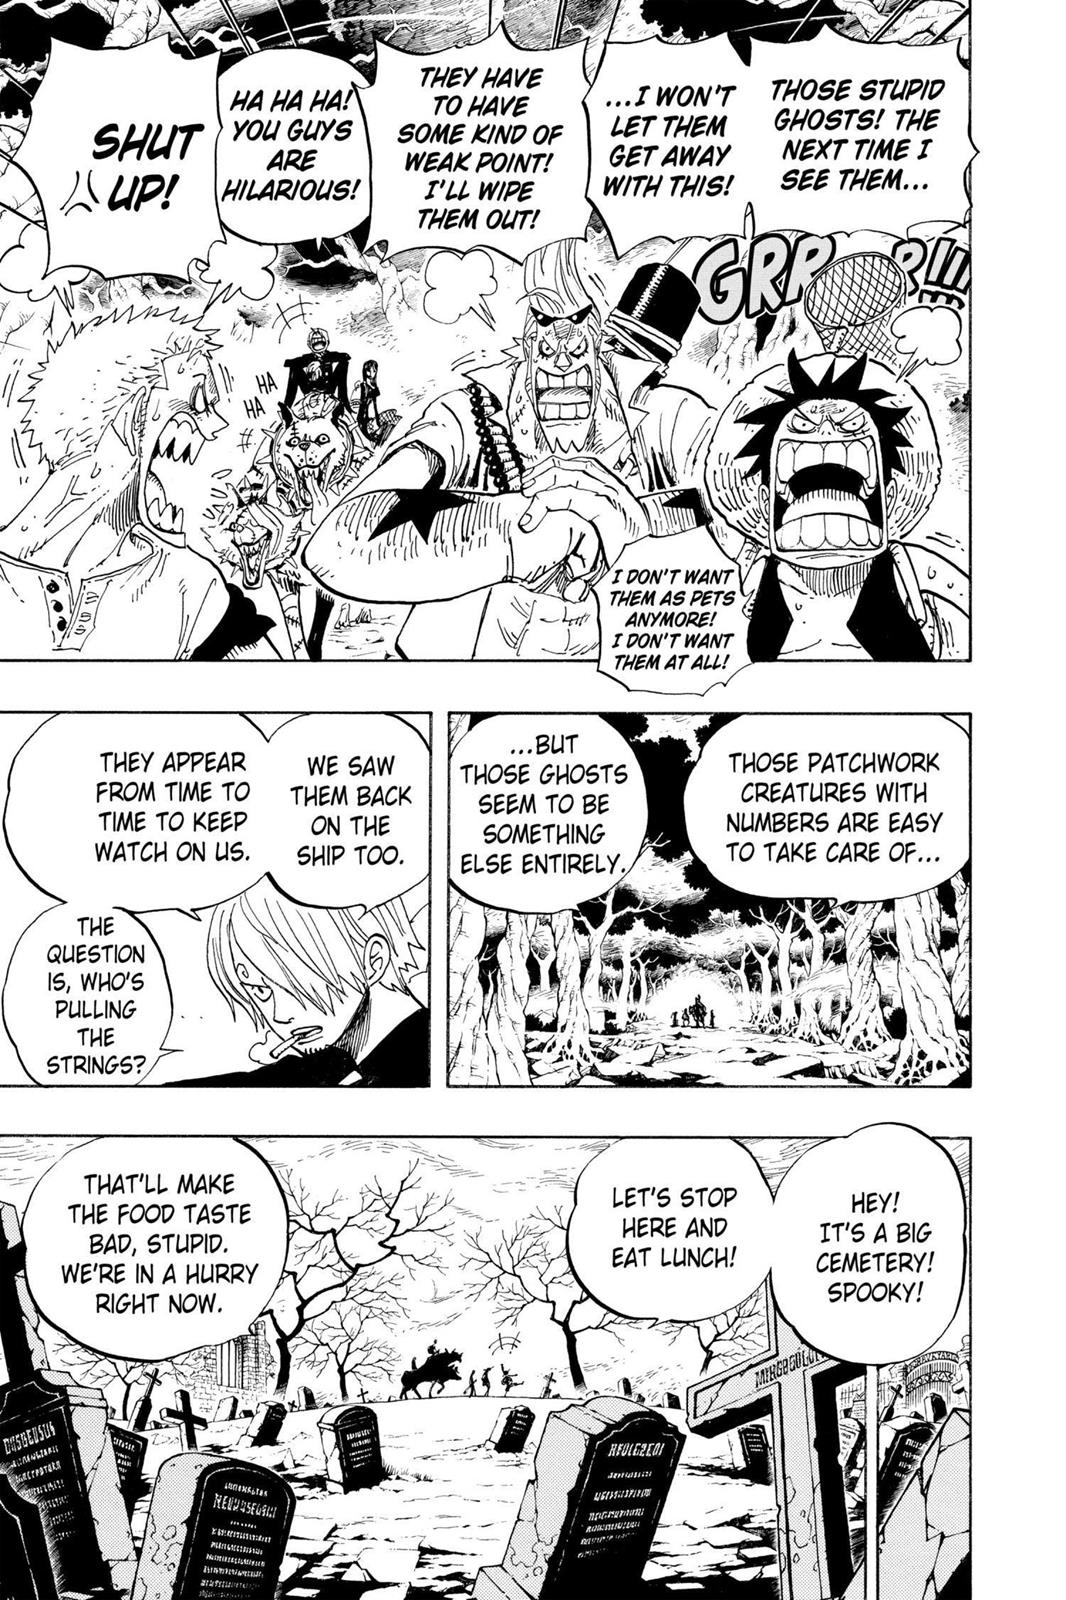 THOSE STUPID
GHOSTS! THE
NEXT TIME I
SEE THEM...
...I WON'T
LET THEM
GET AWAY
WITH THIS!
THEY HAVE
TO HAVE
SOME KIND OF
WEAK POINT!
I'LL WIPE
THEM OUT!
HA HA HA!
YOU GUYS
ARE
HILARIOUS!
SHUT
UP!
HA
HA
I DON'T WANT
THEM AS PETS
ANYMORE!
I DON'T WANT
THEM AT ALL!
THOSE PATCHWORK
CREATURES WITH
NUMBERS ARE EASY
TO TAKE CARE OF...
...BUT
THOSE GHOSTS
SEEM TO BE
SOMETHING
ELSE ENTIRELY.
WE SAW
THEM BACK
ON THE
SHIP TOO.
THEY APPEAR
FROM TIME TO
TIME TO KEEP
WATCH ON US.
THE
QUESTION
IS, WHO'S
PULLING
THE
STRINGS?
HEY!
IT'S A BIG
CEMETERY!
SPOOKY!
LET'S STOP
HERE AND
EAT LUNCH!
THAT'LL MAKE
THE FOOD TASTE
BAD, STUPID.
WE'RE IN A HURRY
RIGHT NOW.